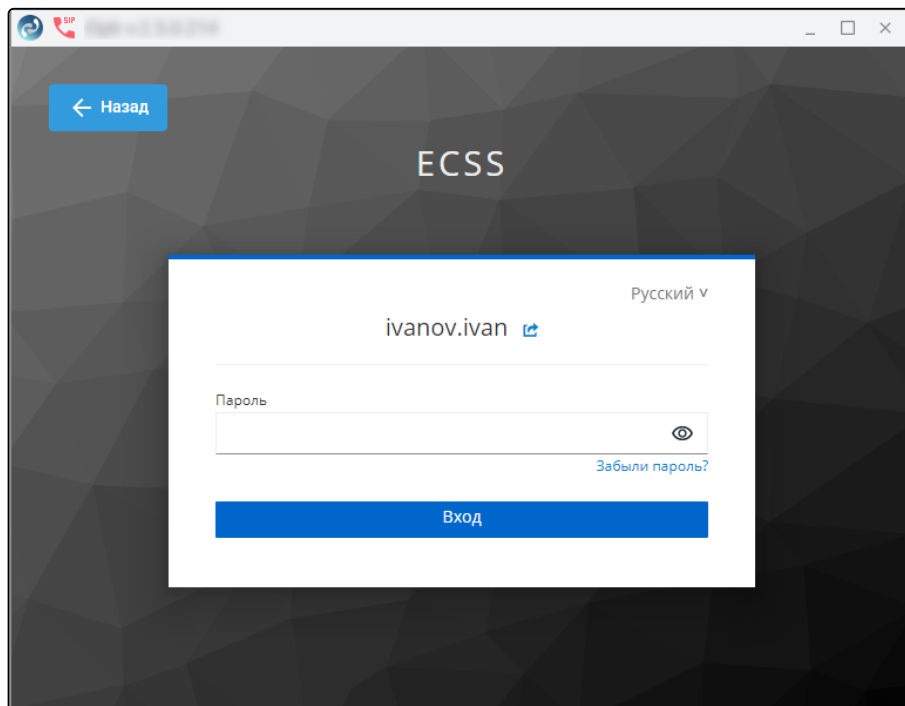 SIP
← Назад
ECSS
Русский ˅
ivanov.ivan
Пароль
Забыли пароль?
Вход